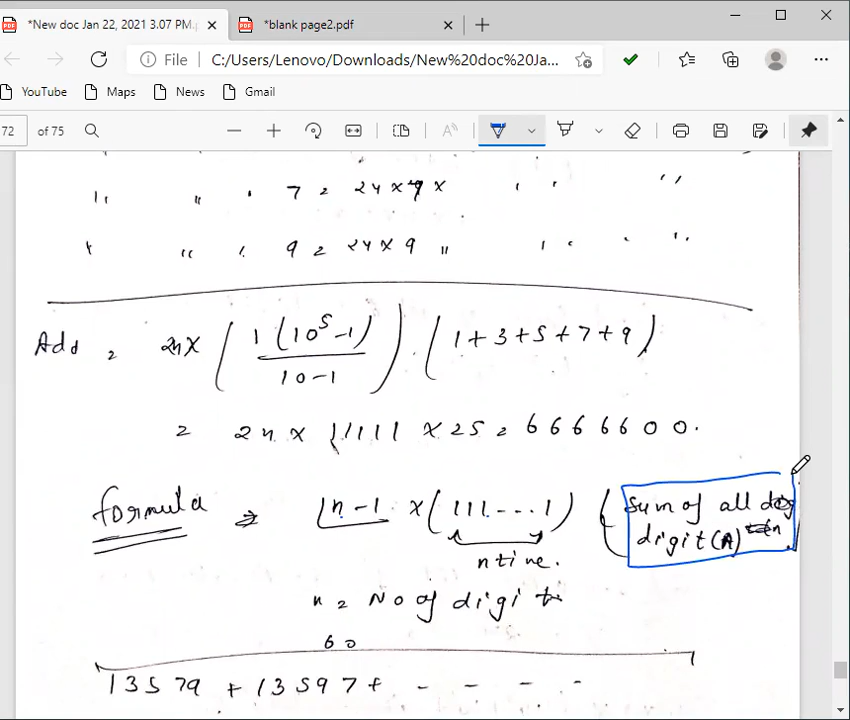 *New doc Jan 22, 2021 3.07 PM.
*blank page2.pdf
File C:/Users/Lenovo/Downloads/New%20doc%20Ja...
YouTube Maps News Gmail
72 of 75
7 = 24 x 7 x
9 = 24 x 9 "
Add = 24 x ( 1 (10^5 - 1) / 10 - 1 ) . ( 1 + 3 + 5 + 7 + 9 )
= 24 x 11111 x 25 = 6666600.
formula ⇒ |n-1 x ( 111 --- 1 ) ( Sum of all
digit (A)
n time.
n = No of digit
60
13579 + 13597 + - - - -